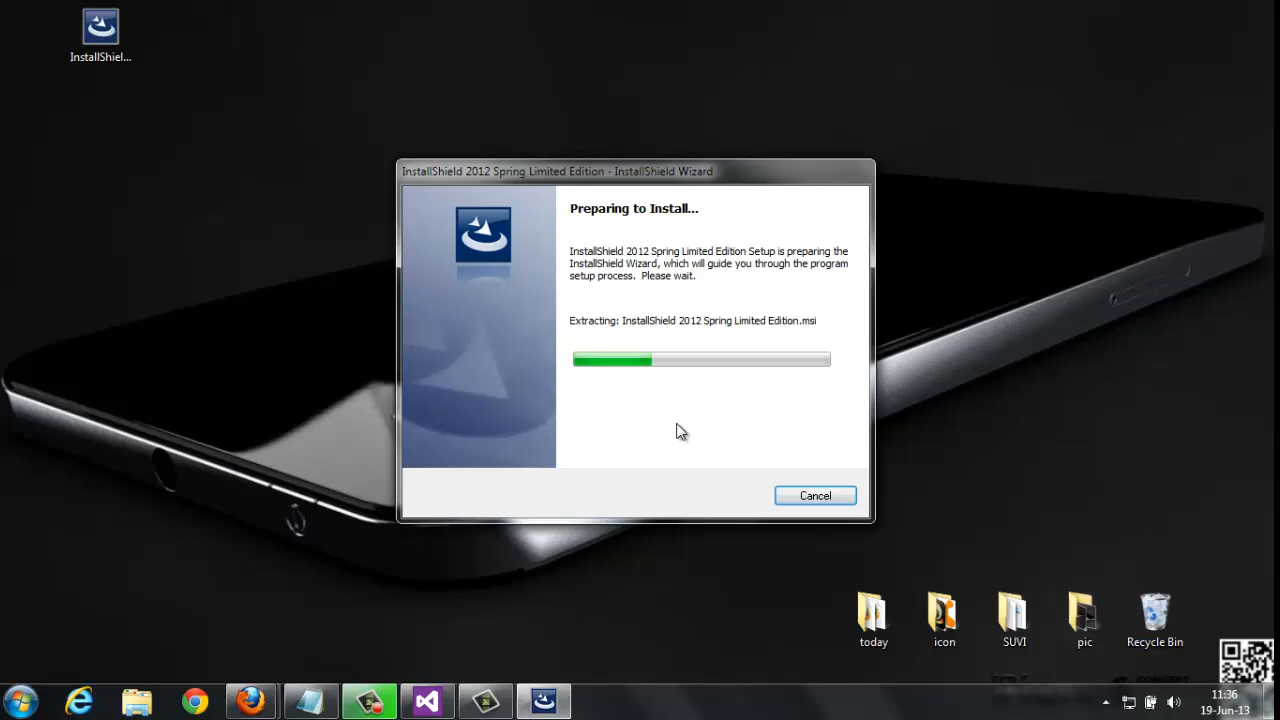 InstallShiel...
InstallShield 2012 Spring Limited Edition - InstallShield Wizard
Preparing to Install...
InstallShield 2012 Spring Limited Edition Setup is preparing the
InstallShield Wizard, which will guide you through the program
setup process. Please wait.
Extracting: InstallShield 2012 Spring Limited Edition.msi
Cancel
today
icon
SUVI
pic
Recycle Bin
11:36
19-Jun-13